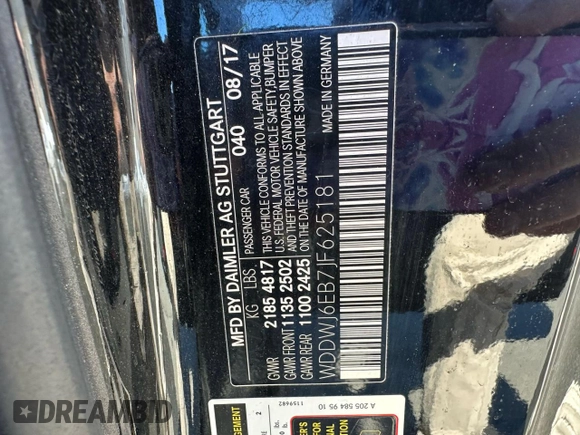 MFD BY DAIMLER AG STUTTGART
PASSENGER CAR 040 08/17
KG LBS
GVWR 2185 4817
GAWR FRONT 1135 2502
GAWR REAR 1100 2425
THIS VEHICLE CONFORMS TO ALL APPLICABLE
U.S. FEDERAL MOTOR VEHICLE SAFETY, BUMPER
AND THEFT PREVENTION STANDARDS IN EFFECT
ON THE DATE OF MANUFACTURE SHOWN ABOVE
WDDWJ6EB7JF625181
MADE IN GERMANY
A 205 584 95 10
1159682
2
DREAMBID